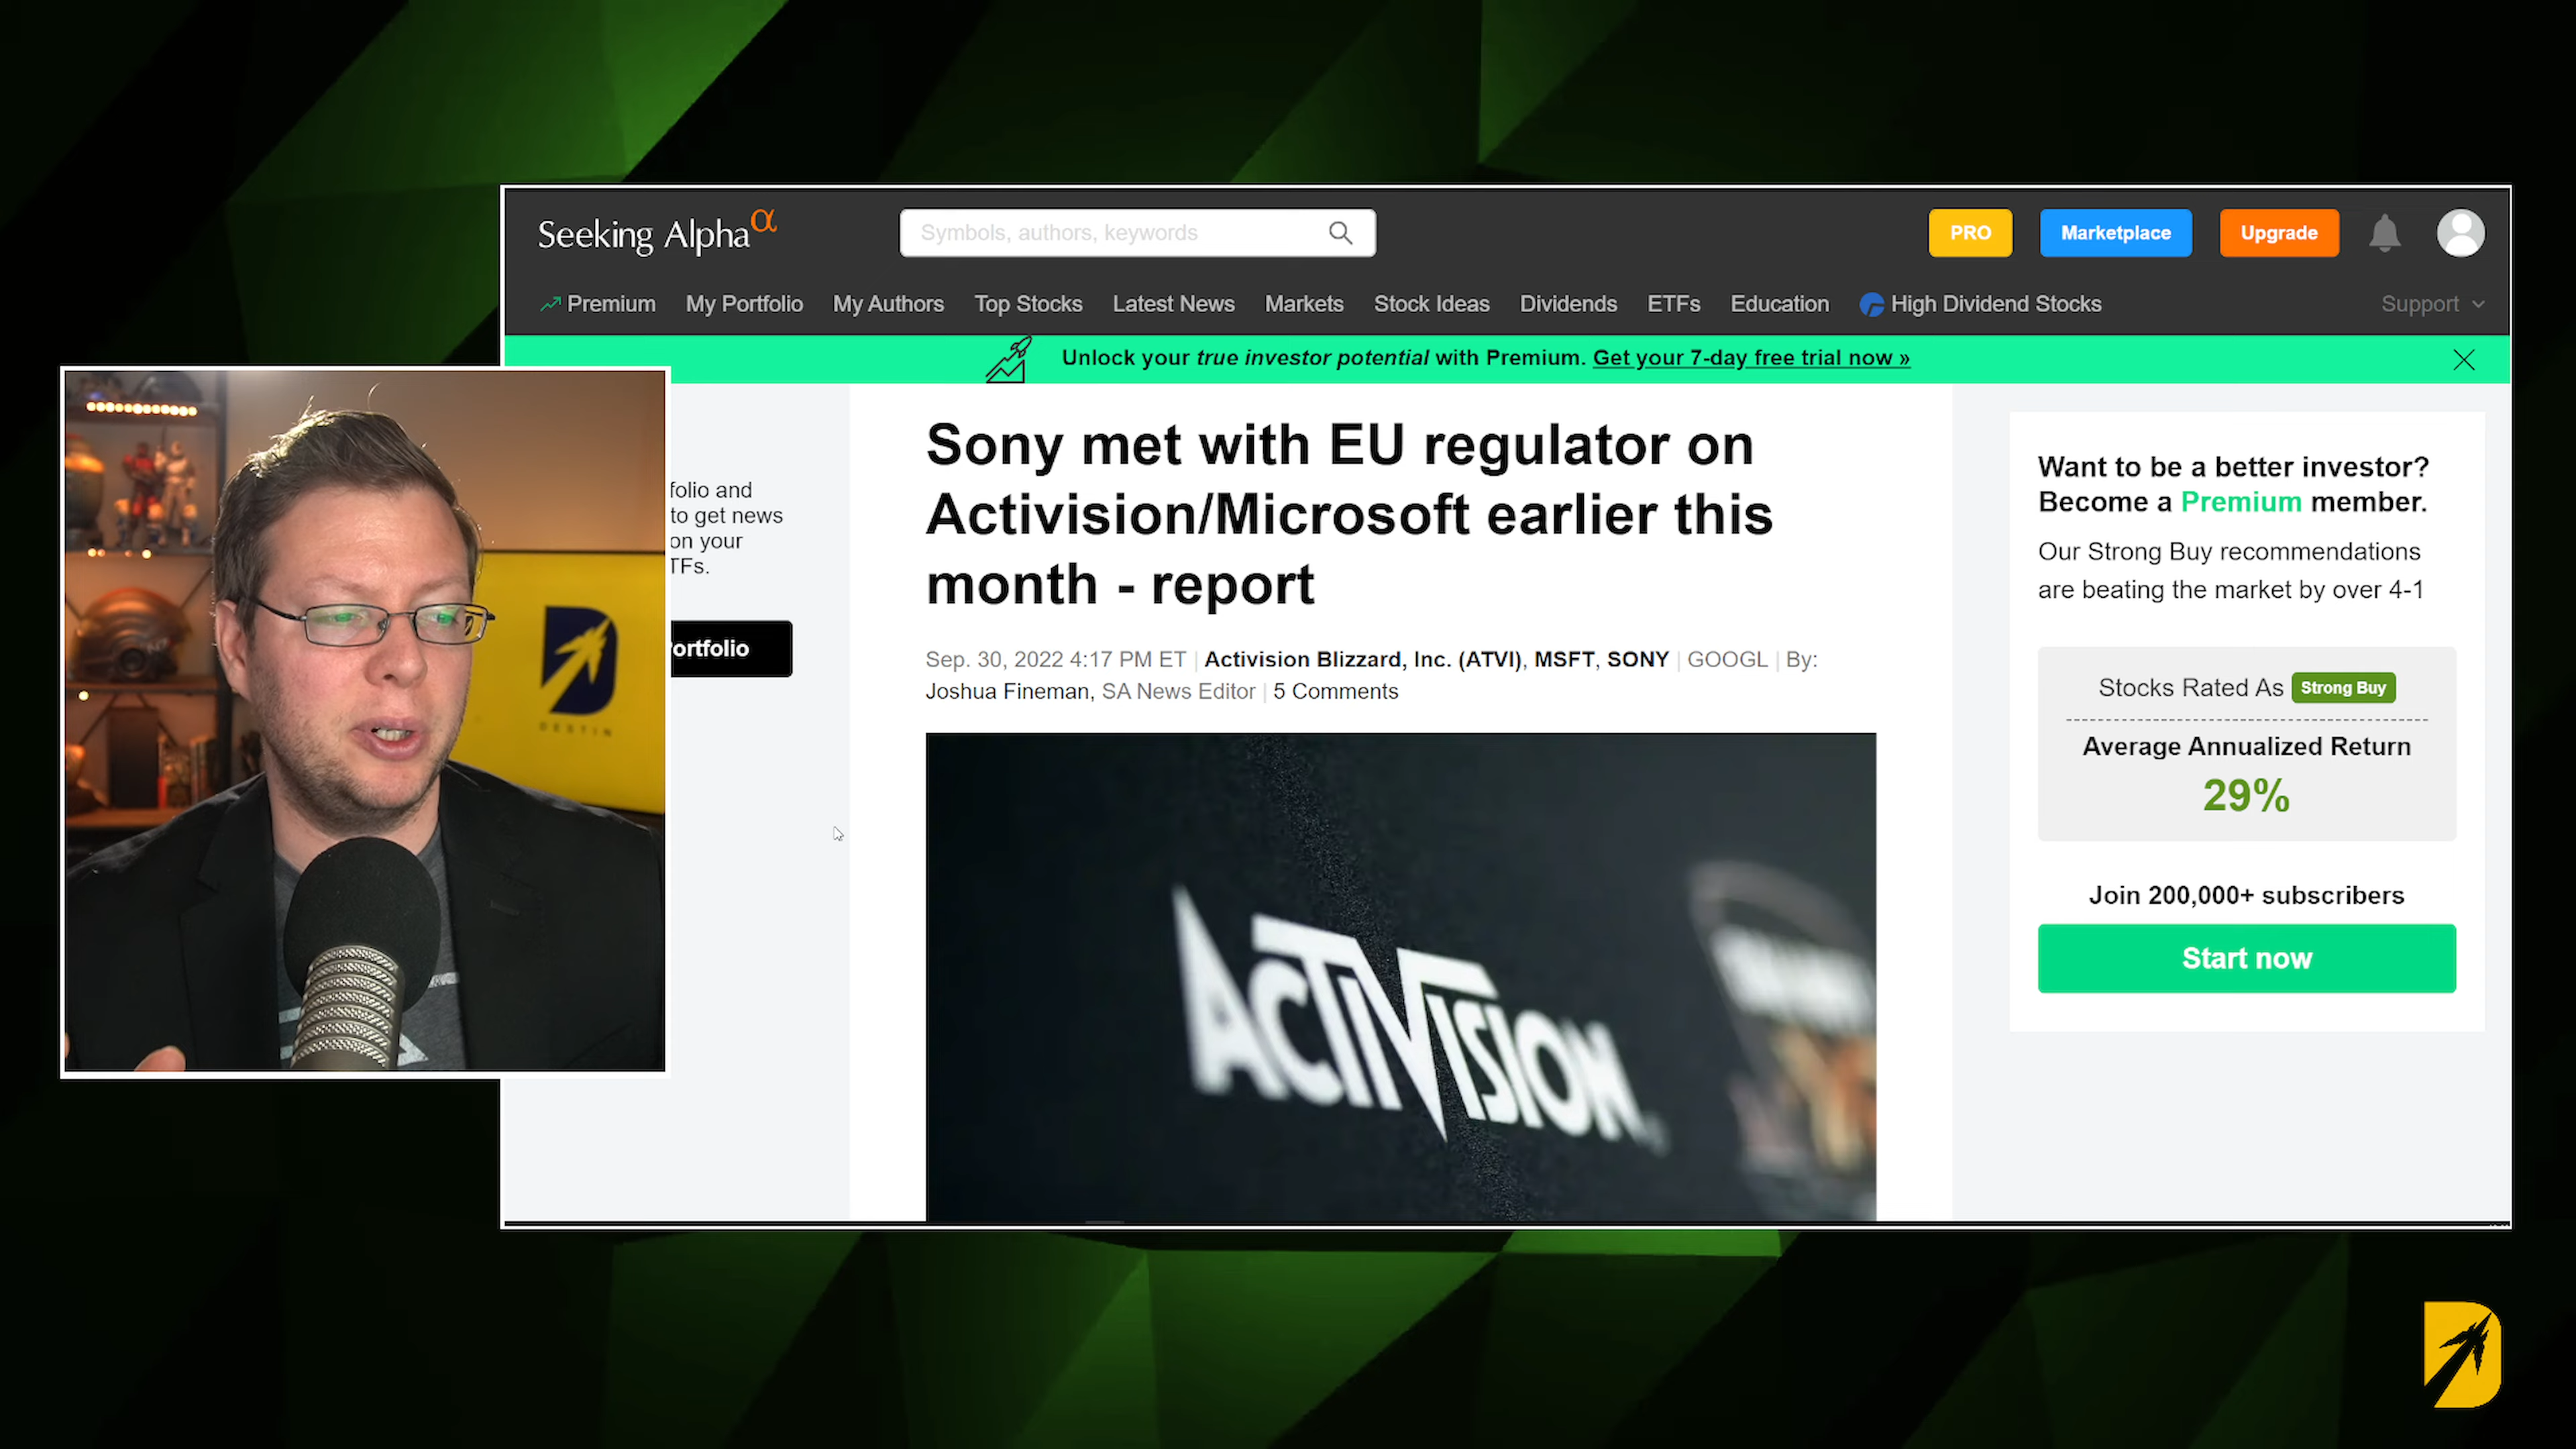 Seeking Alpha α
Symbols, authors, keywords
PRO
Marketplace
Upgrade
Premium My Portfolio My Authors Top Stocks Latest News Markets Stock Ideas Dividends ETFs Education High Dividend Stocks Support
Unlock your true investor potential with Premium. Get your 7-day free trial now »
folio and
to get news
on your
TFs.
ortfolio
DESTIN
Sony met with EU regulator on
Activision/Microsoft earlier this
month - report
Sep. 30, 2022 4:17 PM ET | Activision Blizzard, Inc. (ATVI), MSFT, SONY | GOOGL | By:
Joshua Fineman, SA News Editor | 5 Comments
ACTIVISION
Want to be a better investor?
Become a Premium member.
Our Strong Buy recommendations
are beating the market by over 4-1
Stocks Rated As Strong Buy
Average Annualized Return
29%
Join 200,000+ subscribers
Start now